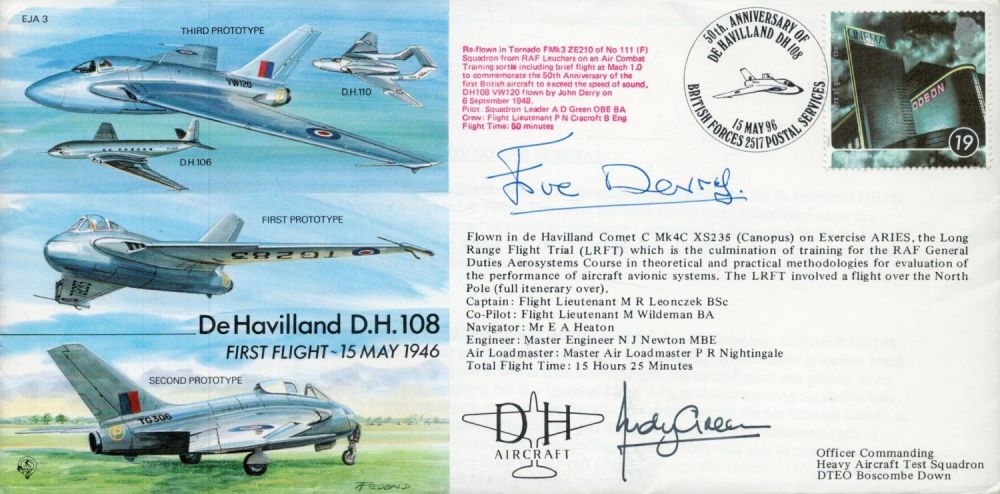 EJA 3
THIRD PROTOTYPE
VW120
D.H.110
D.H.106
FIRST PROTOTYPE
TG283
De Havilland D.H.108
FIRST FLIGHT ~ 15 MAY 1946
SECOND PROTOTYPE
TG306
P
Re-flown in Tornado FMk3 ZE210 of No 111 (F)
Squadron from RAF Leuchars on an Air Combat
Training sortie including brief flight at Mach 1.0
to commemorate the 50th Anniversary of the
first British aircraft to exceed the speed of sound,
DH108 VW120 flown by John Derry on
6 September 1948.
Pilot: Squadron Leader A D Green OBE BA
Crew: Flight Lieutenant P N Cracroft B Eng
Flight Time: 50 minutes
50th. ANNIVERSARY OF
DE HAVILLAND DH 108
15 MAY 96
BRITISH FORCES 2517 POSTAL SERVICES
CINEMA
ODEON
19
Eve Derry.
Flown in de Havilland Comet C Mk4C XS235 (Canopus) on Exercise ARIES, the Long
Range Flight Trial (LRFT) which is the culmination of training for the RAF General
Duties Aerosystems Course in theoretical and practical methodologies for evaluation of
the performance of aircraft avionic systems. The LRFT involved a flight over the North
Pole (full itenerary over).
Captain: Flight Lieutenant M R Leonczek BSc
Co-Pilot: Flight Lieutenant M Wildeman BA
Navigator: Mr E A Heaton
Engineer: Master Engineer N J Newton MBE
Air Loadmaster: Master Air Loadmaster P R Nightingale
Total Flight Time: 15 Hours 25 Minutes
DH
AIRCRAFT
Andy Green
Officer Commanding
Heavy Aircraft Test Squadron
DTEO Boscombe Down